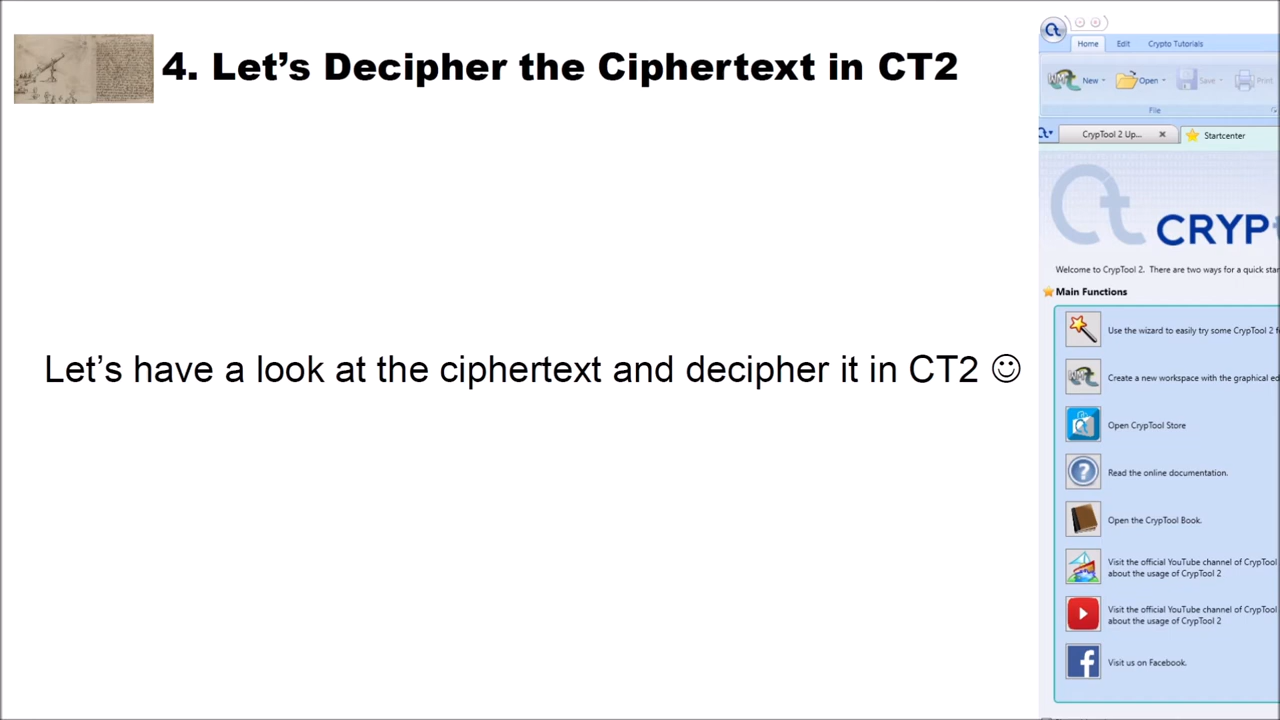 4. Let’s Decipher the Ciphertext in CT2
Let’s have a look at the ciphertext and decipher it in CT2 ☺
Home Edit Crypto Tutorials
New Open Save Print
File
CrypTool 2 Up... Startcenter
CRYP
Welcome to CrypTool 2. There are two ways for a quick
Main Functions
Use the wizard to easily try some CrypTool 2
Create a new workspace with the graphical
Open CrypTool Store
Read the online documentation.
Open the CrypTool Book.
Visit the official YouTube channel of CrypTool
about the usage of CrypTool 2
Visit the official YouTube channel of CrypTool
about the usage of CrypTool 2
Visit us on Facebook.